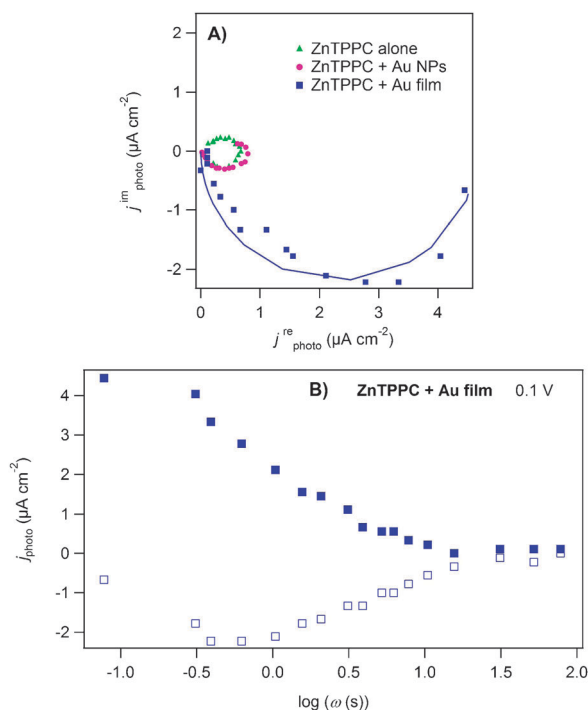 A)
ZnTPPC alone
ZnTPPC + Au NPs
ZnTPPC + Au film
2
1
0
-1
-2
j im photo (µA cm-2)
0 1 2 3 4
j re photo (µA cm-2)
B) ZnTPPC + Au film 0.1 V
4
3
2
1
0
-1
-2
jphoto (µA cm-2)
-1.0 -0.5 0.0 0.5 1.0 1.5 2.0
log (ω (s))